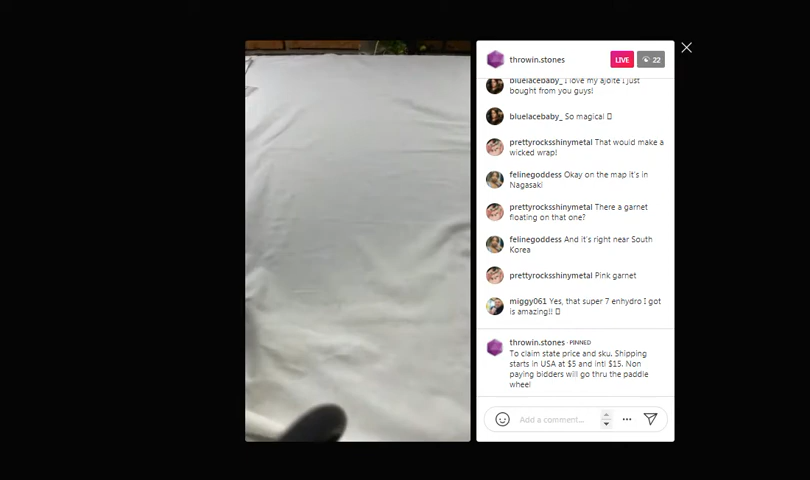 throwin.stones LIVE 22
bluelacebaby_ I love my ajoite I just
bought from you guys!
bluelacebaby_ So magical
prettyrocksshinymetal That would make a
wicked wrap!
felinegoddess Okay on the map it's in
Nagasaki
prettyrocksshinymetal There a garnet
floating on that one?
felinegoddess And it's right near South
Korea
prettyrocksshinymetal Pink garnet
miggy061 Yes, that super 7 enhydro I got
is amazing!!
throwin.stones · PINNED
To claim state price and sku. Shipping
starts in USA at $5 and intl $15. Non
paying bidders will go thru the paddle
wheel
Add a comment...